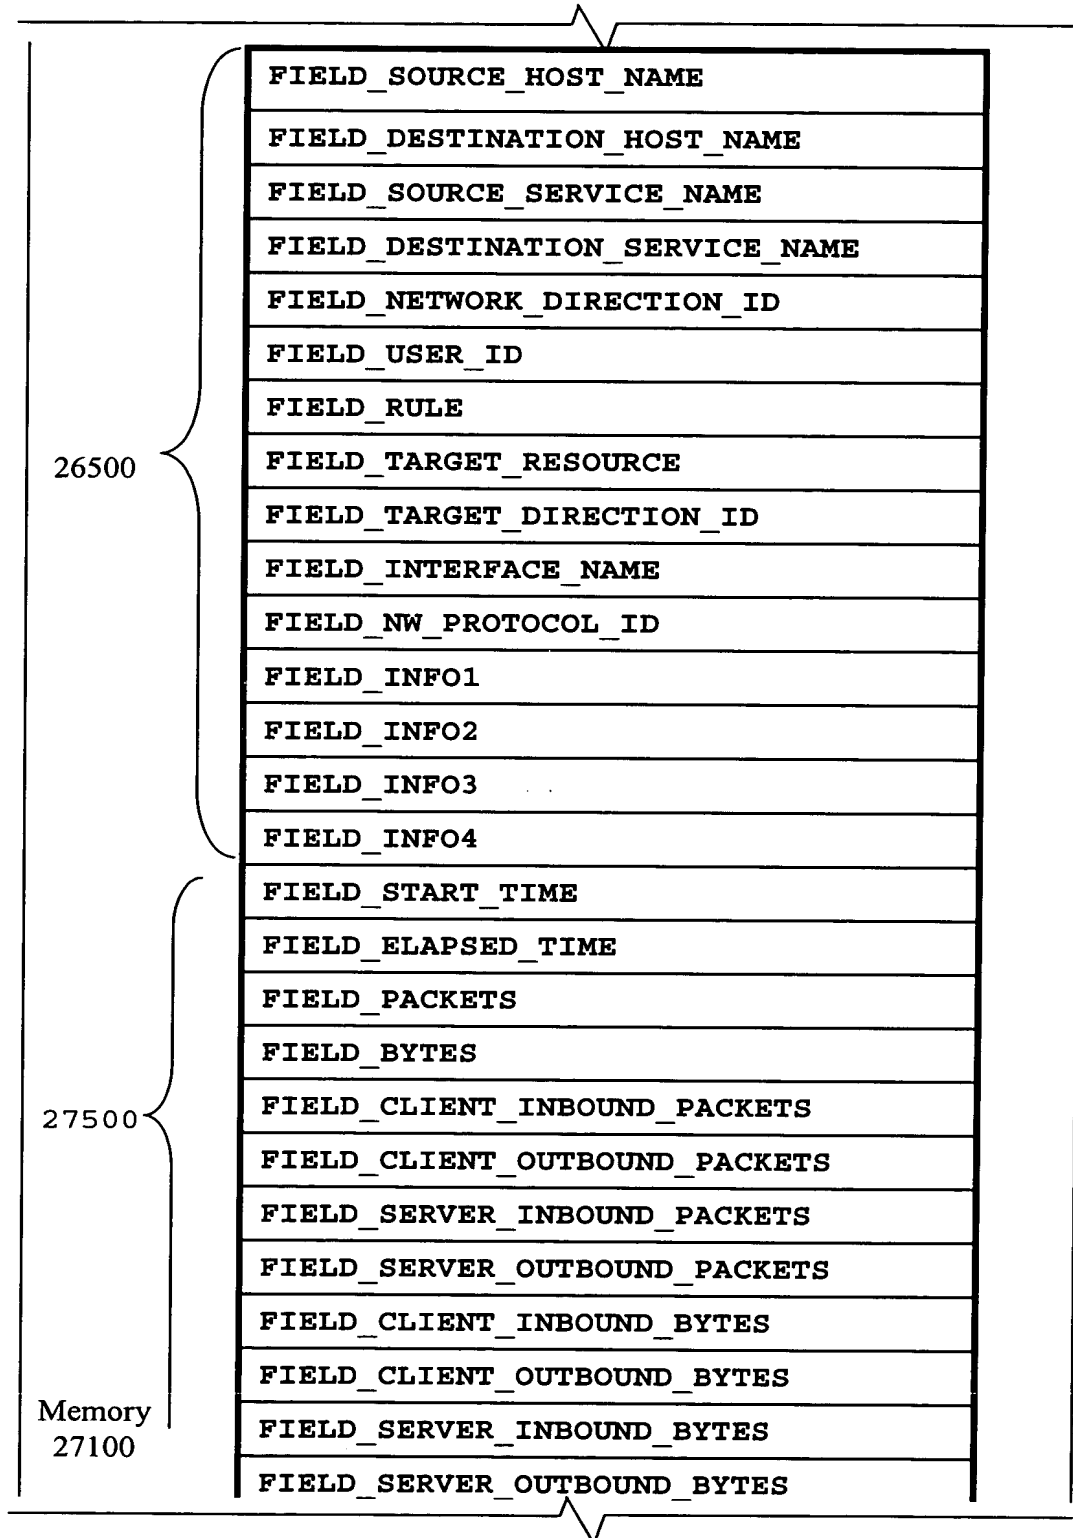 FIELD_SOURCE_HOST_NAME
FIELD_DESTINATION_HOST_NAME
FIELD_SOURCE_SERVICE_NAME
FIELD_DESTINATION_SERVICE_NAME
FIELD_NETWORK_DIRECTION_ID
FIELD_USER_ID
FIELD_RULE
26500
FIELD_TARGET_RESOURCE
FIELD_TARGET_DIRECTION_ID
FIELD_INTERFACE_NAME
FIELD_NW_PROTOCOL_ID
FIELD_INFO1
FIELD_INFO2
FIELD_INFO3
FIELD_INFO4
FIELD_START_TIME
FIELD_ELAPSED_TIME
FIELD_PACKETS
FIELD_BYTES
27500
FIELD_CLIENT_INBOUND_PACKETS
FIELD_CLIENT_OUTBOUND_PACKETS
FIELD_SERVER_INBOUND_PACKETS
FIELD_SERVER_OUTBOUND_PACKETS
FIELD_CLIENT_INBOUND_BYTES
FIELD_CLIENT_OUTBOUND_BYTES
Memory
27100
FIELD_SERVER_INBOUND_BYTES
FIELD_SERVER_OUTBOUND_BYTES